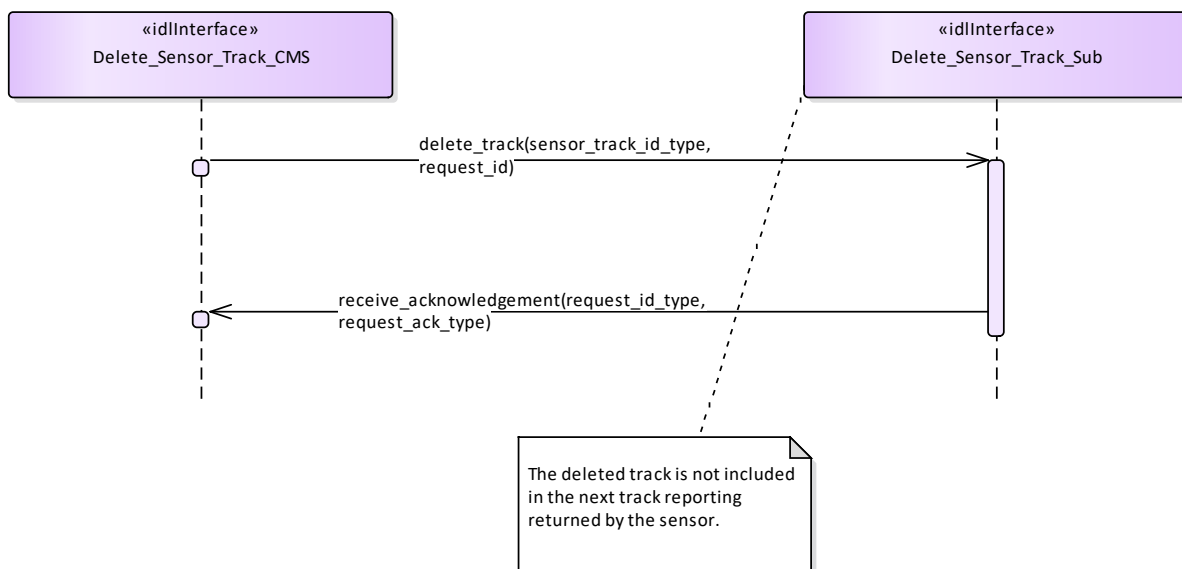 «idlInterface»
Delete_Sensor_Track_CMS
«idlInterface»
Delete_Sensor_Track_Sub
delete_track(sensor_track_id_type,
request_id)
receive_acknowledgement(request_id_type,
request_ack_type)
The deleted track is not included
in the next track reporting
returned by the sensor.